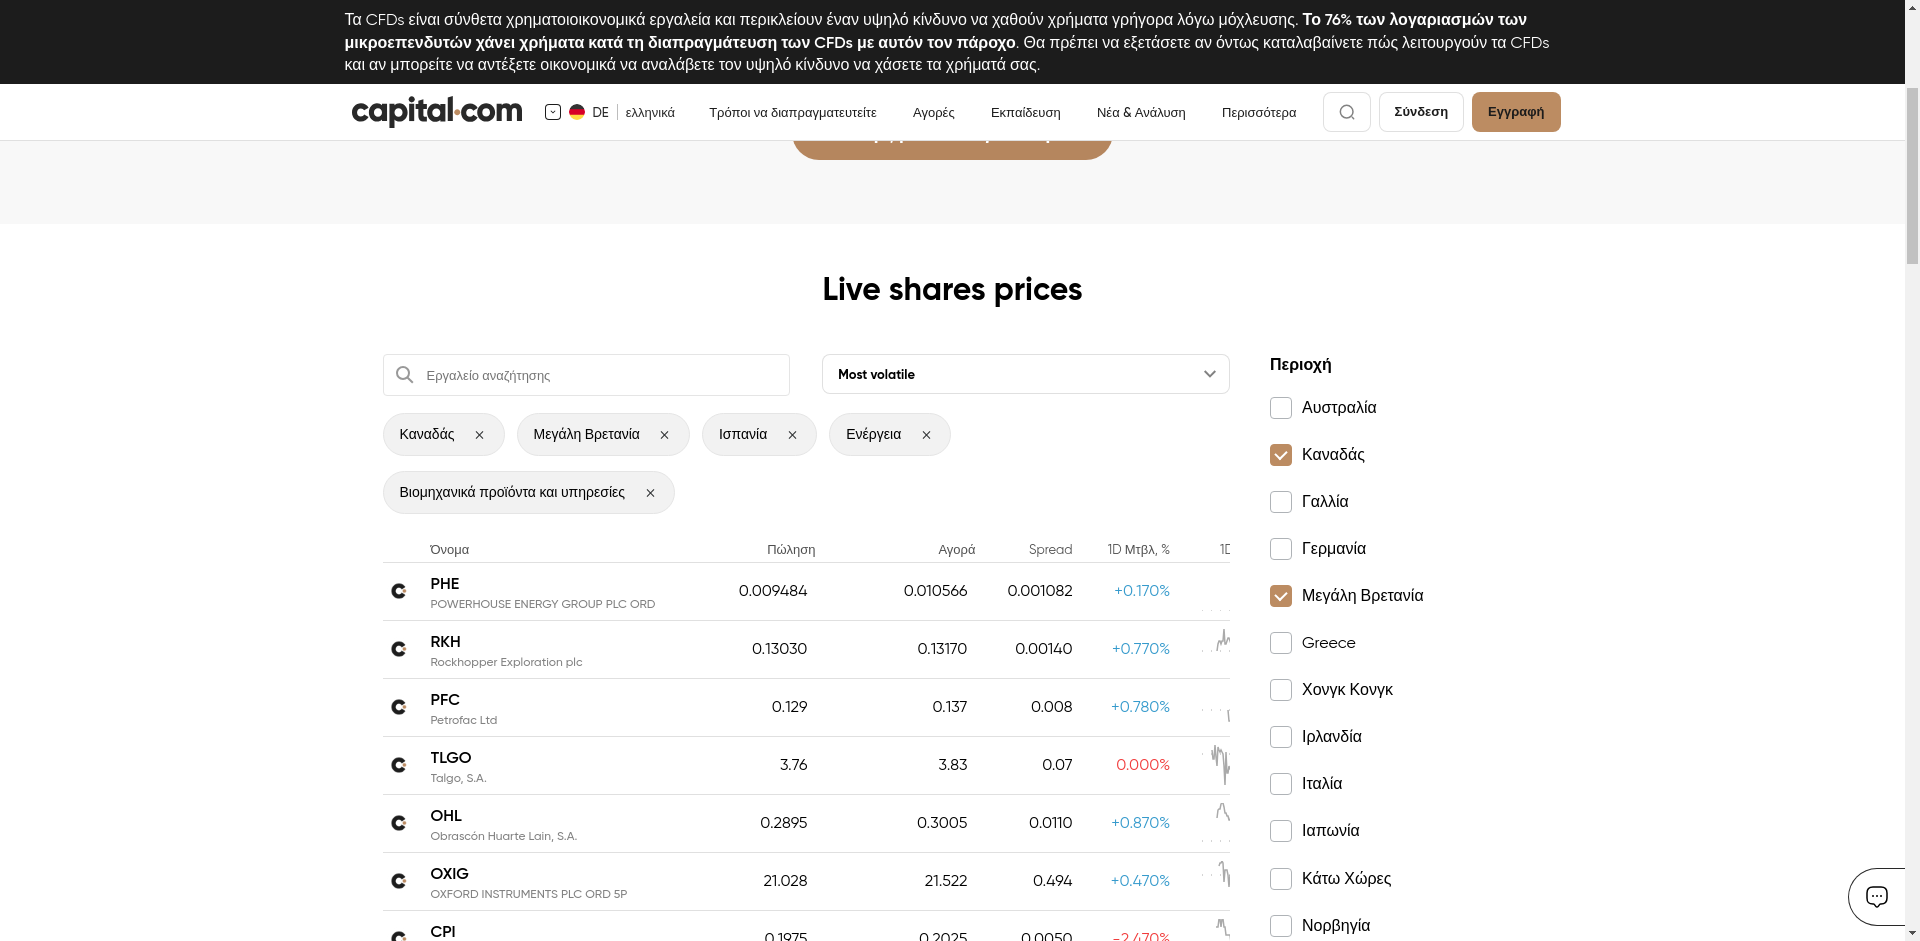 Τα CFDs είναι σύνθετα χρηματοιοικονομικά εργαλεία και περικλείουν έναν υψηλό κίνδυνο να χαθούν χρήματα γρήγορα λόγω μόχλευσης. Το 76% των λογαριασμών των
μικροεπενδυτών χάνει χρήματα κατά τη διαπραγμάτευση των CFDs με αυτόν τον πάροχο. Θα πρέπει να εξετάσετε αν όντως καταλαβαίνετε πώς λειτουργούν τα CFDs
και αν μπορείτε να αντέξετε οικονομικά να αναλάβετε τον υψηλό κίνδυνο να χάσετε τα χρήματά σας.
capital.com DE ελληνικά Τρόποι να διαπραγματευτείτε Αγορές Εκπαίδευση Νέα & Ανάλυση Περισσότερα Σύνδεση Εγγραφή
Live shares prices
Εργαλείο αναζήτησης Most volatile
Καναδάς Μεγάλη Βρετανία Ισπανία Ενέργεια
Βιομηχανικά προϊόντα και υπηρεσίες
Όνομα Πώληση Αγορά Spread 1D Μτβλ, % 1D
PHE 0.009484 0.010566 0.001082 +0.170%
POWERHOUSE ENERGY GROUP PLC ORD
RKH 0.13030 0.13170 0.00140 +0.770%
Rockhopper Exploration plc
PFC 0.129 0.137 0.008 +0.780%
Petrofac Ltd
TLGO 3.76 3.83 0.07 0.000%
Talgo, S.A.
OHL 0.2895 0.3005 0.0110 +0.870%
Obrascón Huarte Lain, S.A.
OXIG 21.028 21.522 0.494 +0.470%
OXFORD INSTRUMENTS PLC ORD 5P
CPI 0.1975 0.2025 0.0050 -2.470%
Περιοχή
Αυστραλία
Καναδάς
Γαλλία
Γερμανία
Μεγάλη Βρετανία
Greece
Χονγκ Κονγκ
Ιρλανδία
Ιταλία
Ιαπωνία
Κάτω Χώρες
Νορβηγία